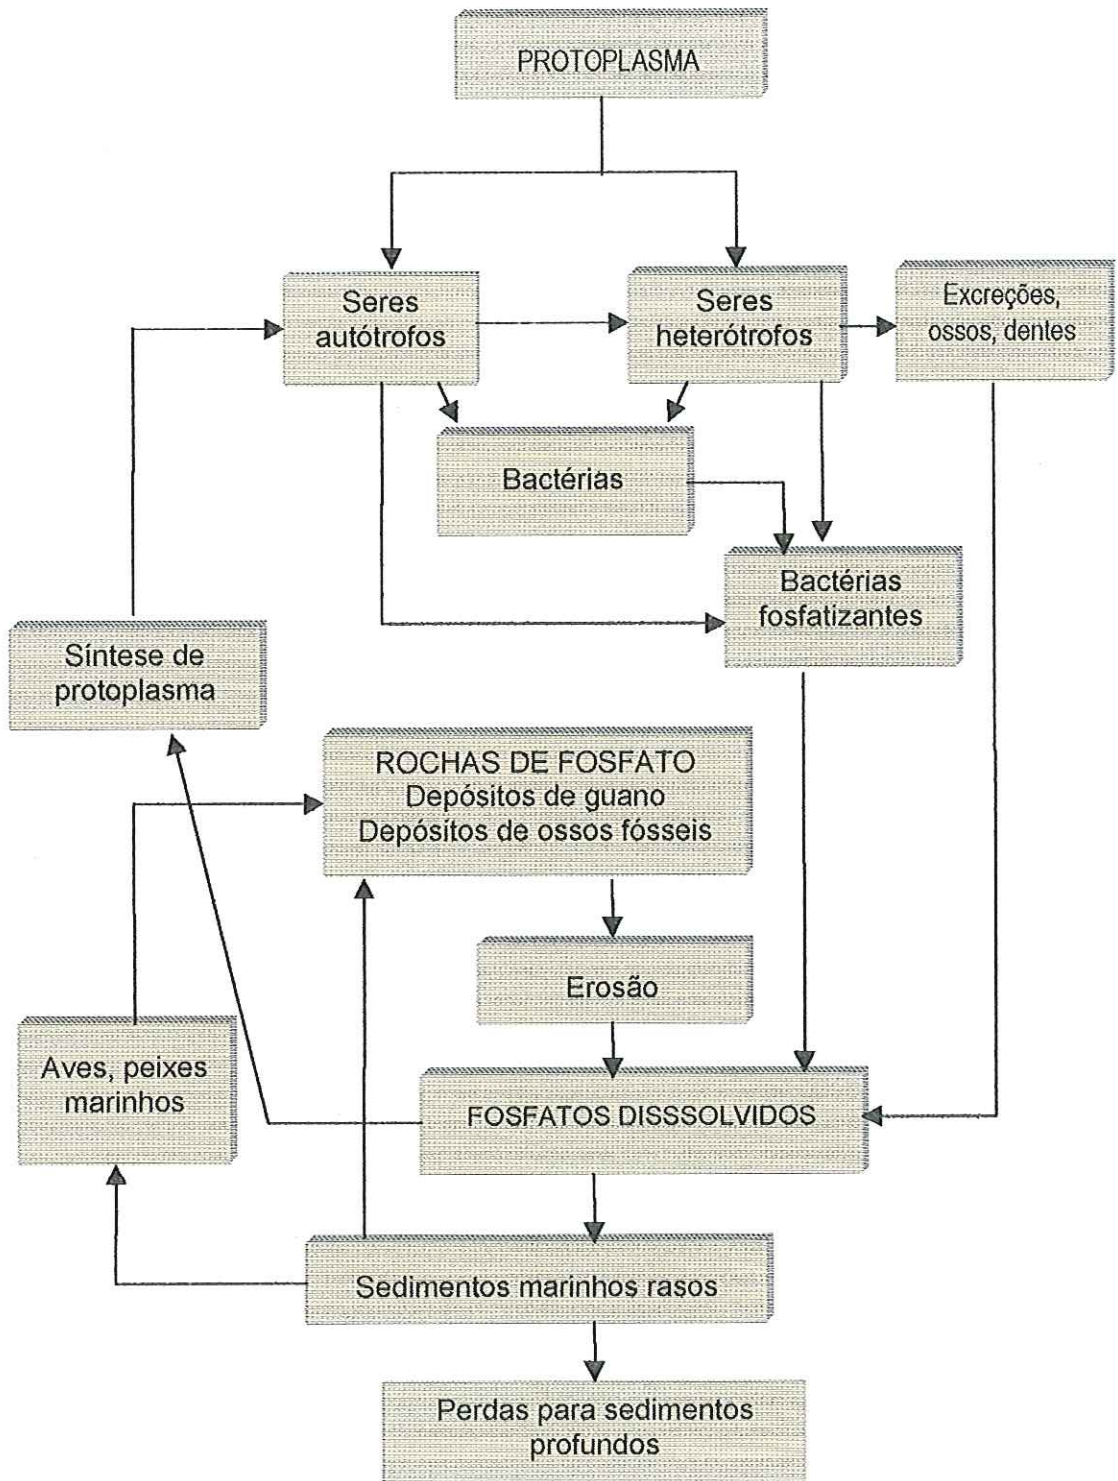 PROTOPLASMA
Seres
autótrofos
Seres
heterótrofos
Excreções,
ossos, dentes
Bactérias
Bactérias
fosfatizantes
Síntese de
protoplasma
ROCHAS DE FOSFATO
Depósitos de guano
Depósitos de ossos fósseis
Erosão
Aves, peixes
marinhos
FOSFATOS DISSSOLVIDOS
Sedimentos marinhos rasos
Perdas para sedimentos
profundos